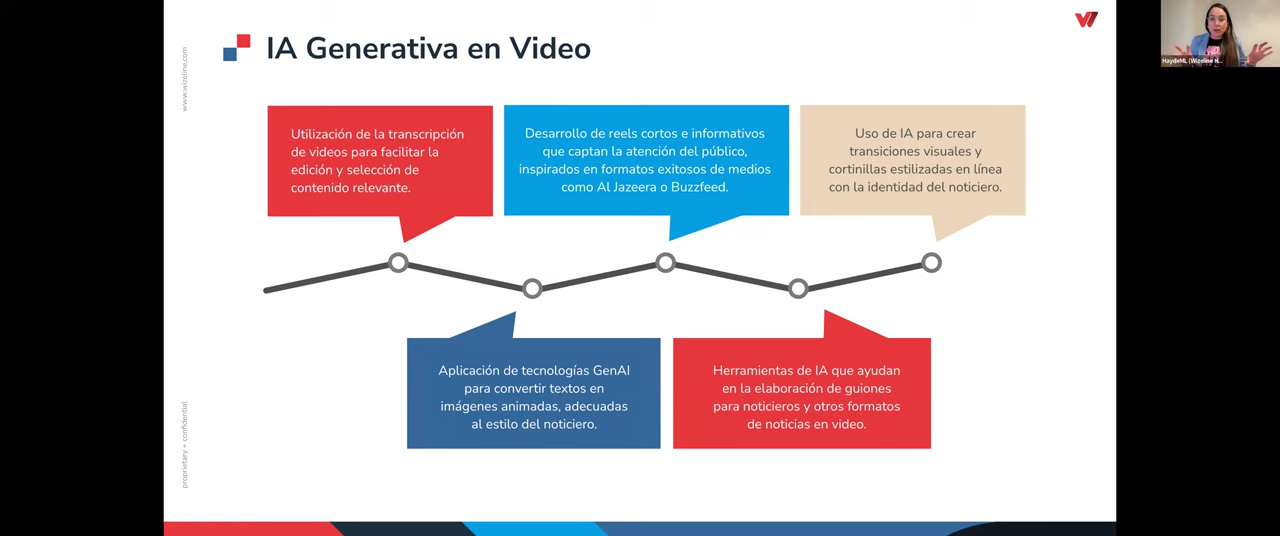 IA Generativa en Video
www.wizeline.com
HaydeML (Wizeline H...
Utilización de la transcripción
de videos para facilitar la
edición y selección de
contenido relevante.
Desarrollo de reels cortos e informativos
que captan la atención del público,
inspirados en formatos exitosos de medios
como Al Jazeera o Buzzfeed.
Uso de IA para crear
transiciones visuales y
cortinillas estilizadas en línea
con la identidad del noticiero.
Aplicación de tecnologías GenAI
para convertir textos en
imágenes animadas, adecuadas
al estilo del noticiero.
Herramientas de IA que ayudan
en la elaboración de guiones
para noticieros y otros formatos
de noticias en video.
proprietary + confidential